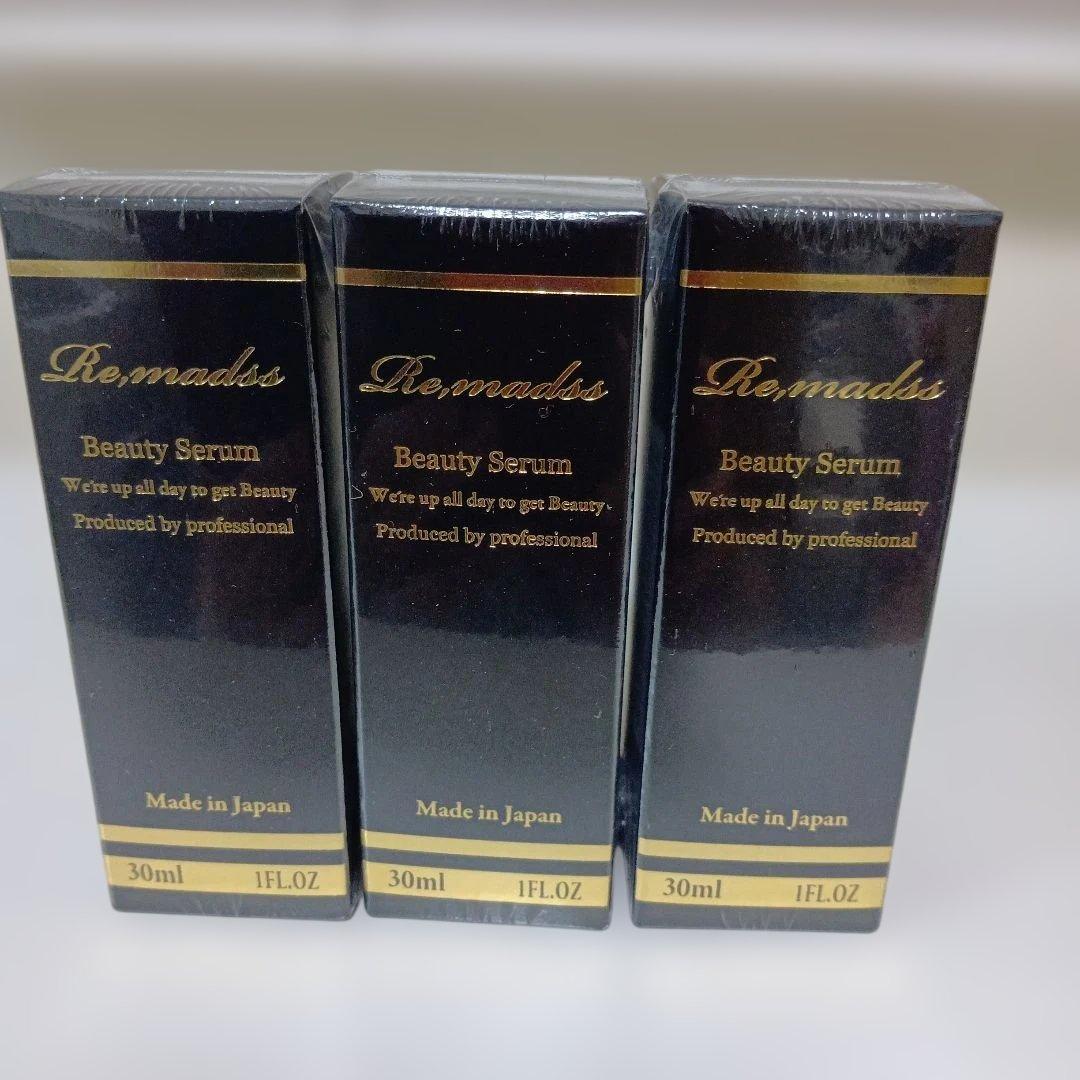 Re,madss
Beauty Serum
We're up all day to get Beauty
Produced by professional
Made in Japan
30ml 1FL.OZ
Re,madss
Beauty Serum
We're up all day to get Beauty
Produced by professional
Made in Japan
30ml 1FL.OZ
Re,madss
Beauty Serum
We're up all day to get Beauty
Produced by professional
Made in Japan
30ml 1FL.OZ